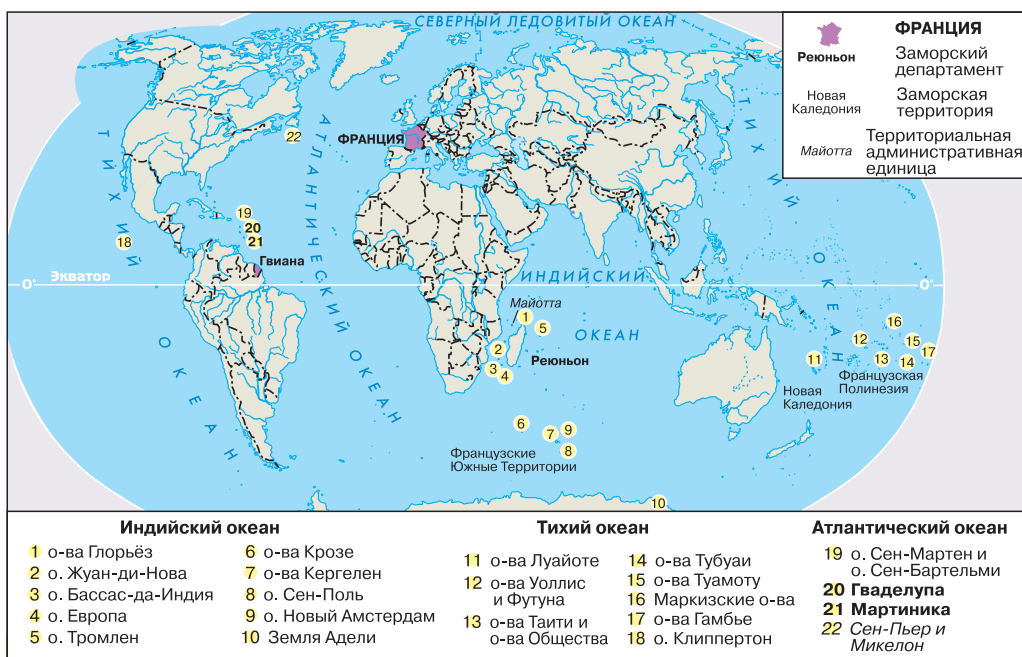 СЕВЕРНЫЙ ЛЕДОВИТЫЙ ОКЕАН
ФРАНЦИЯ
Реюньон
Заморский
департамент
Новая
Каледония
Заморская
территория
Майотта
Территориальная
административная
единица
ТИХИЙ
ОКЕАН
АТЛАНТИЧЕСКИЙ ОКЕАН
ТИХИЙ
ОКЕАН
ФРАНЦИЯ
22
19
20
21
18
Гвиана
Экватор
0°
0°
ИНДИЙСКИЙ
ОКЕАН
Майотта
1
5
2
3
4
Реюньон
16
12
15
17
11
13
14
Новая
Каледония
Французская
Полинезия
6
7
9
8
Французские
Южные Территории
10
Индийский океан
1 о-ва Глорьёз
2 о. Жуан-ди-Нова
3 о. Бассас-да-Индия
4 о. Европа
5 о. Тромлен
6 о-ва Крозе
7 о-ва Кергелен
8 о. Сен-Поль
9 о. Новый Амстердам
10 Земля Адели
Тихий океан
11 о-ва Луайоте
12 о-ва Уоллис
и Футуна
13 о-ва Таити и
о-ва Общества
14 о-ва Тубуаи
15 о-ва Туамоту
16 Маркизские о-ва
17 о-ва Гамбье
18 о. Клиппертон
Атлантический океан
19 о. Сен-Мартен и
о. Сен-Бартельми
20 Гваделупа
21 Мартиника
22 Сен-Пьер и
Микелон